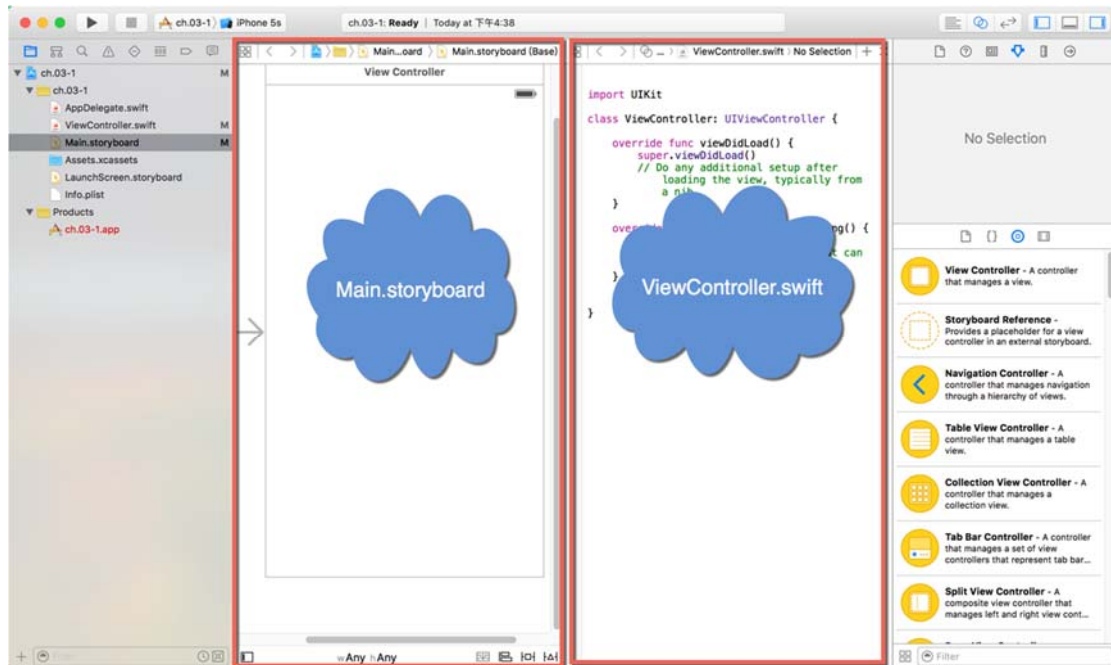 ch.03-1
iPhone 5s
ch.03-1: Ready | Today at 下午4:38
Main...oard
Main.storyboard (Base)
ViewController.swift
No Selection
ch.03-1 M
ch.03-1
AppDelegate.swift
ViewController.swift M
Main.storyboard M
Assets.xcassets
LaunchScreen.storyboard
Info.plist
Products
ch.03-1.app
View Controller
Main.storyboard
wAny hAny
import UIKit
class ViewController: UIViewController {
override func viewDidLoad() {
super.viewDidLoad()
// Do any additional setup after
loading the view, typically from
a
}
ng() {
can
}
ViewController.swift
}
No Selection
View Controller - A controller
that manages a view.
Storyboard Reference -
Provides a placeholder for a view
controller in an external storyboard.
Navigation Controller - A
controller that manages navigation
through a hierarchy of views.
Table View Controller - A
controller that manages a table
view.
Collection View Controller - A
controller that manages a
collection view.
Tab Bar Controller - A controller
that manages a set of view
controllers that represent tab bar...
Split View Controller - A
composite view controller that
manages left and right view cont...
Filter